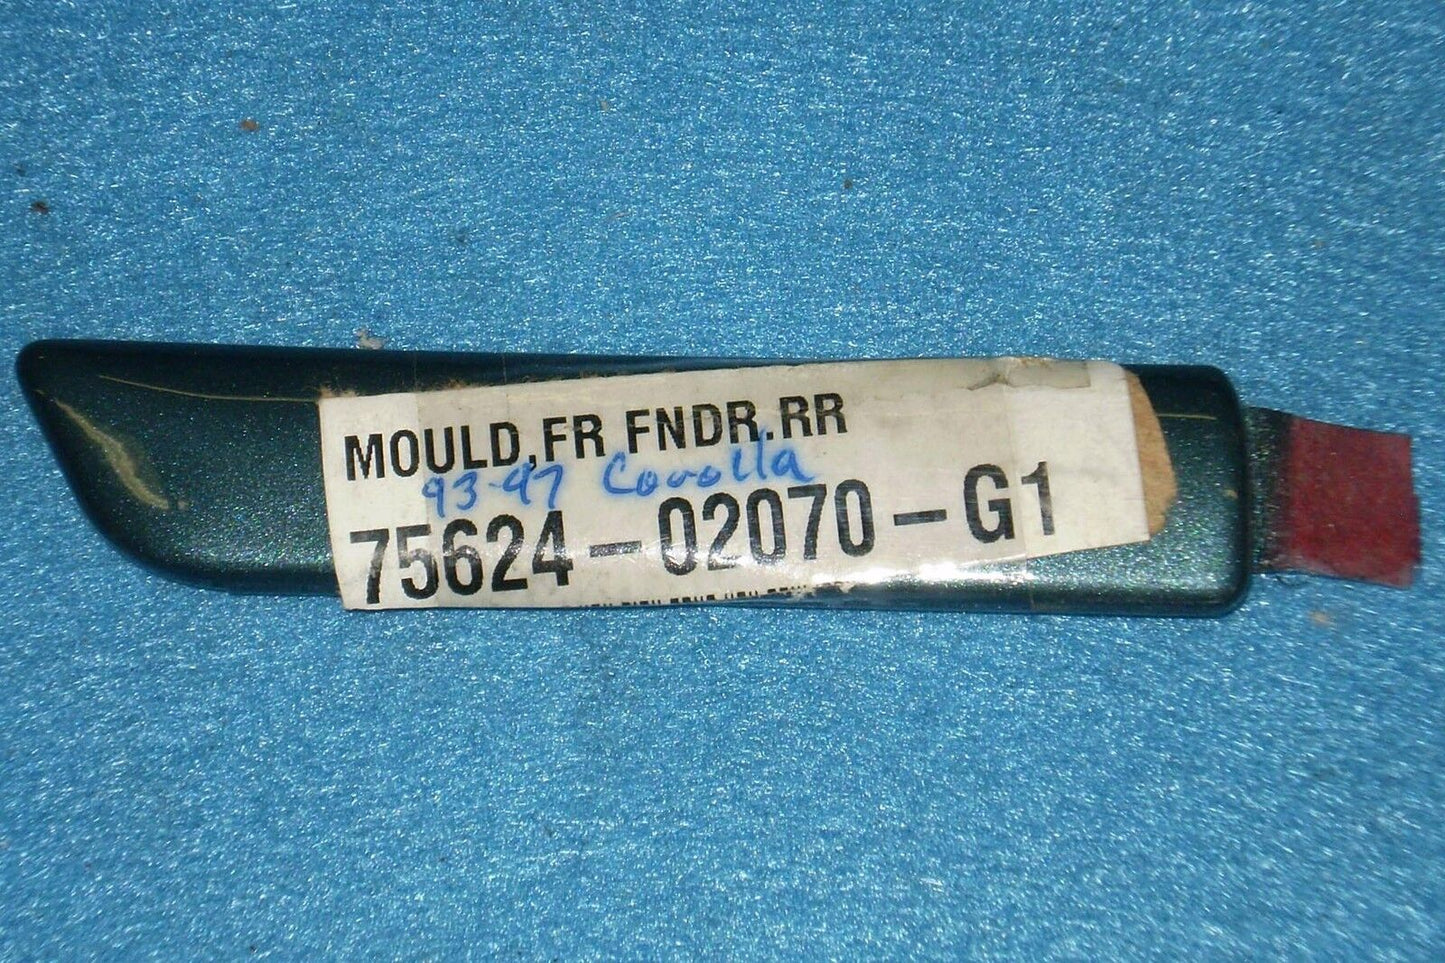 MOULD,FR FNDR.RR
93-97 Corolla
75624-02070-G1